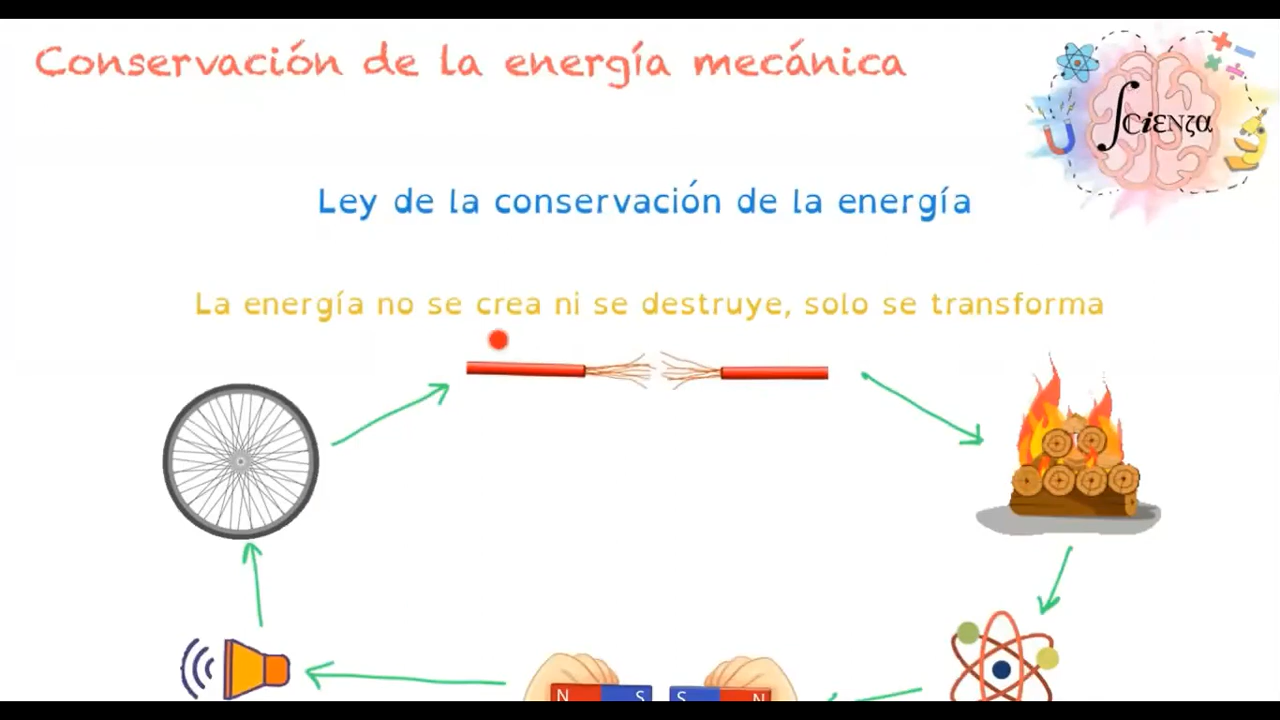 Conservación de la energía mecánica
∫CiENζα
Ley de la conservación de la energía
La energía no se crea ni se destruye, solo se transforma
N S S N